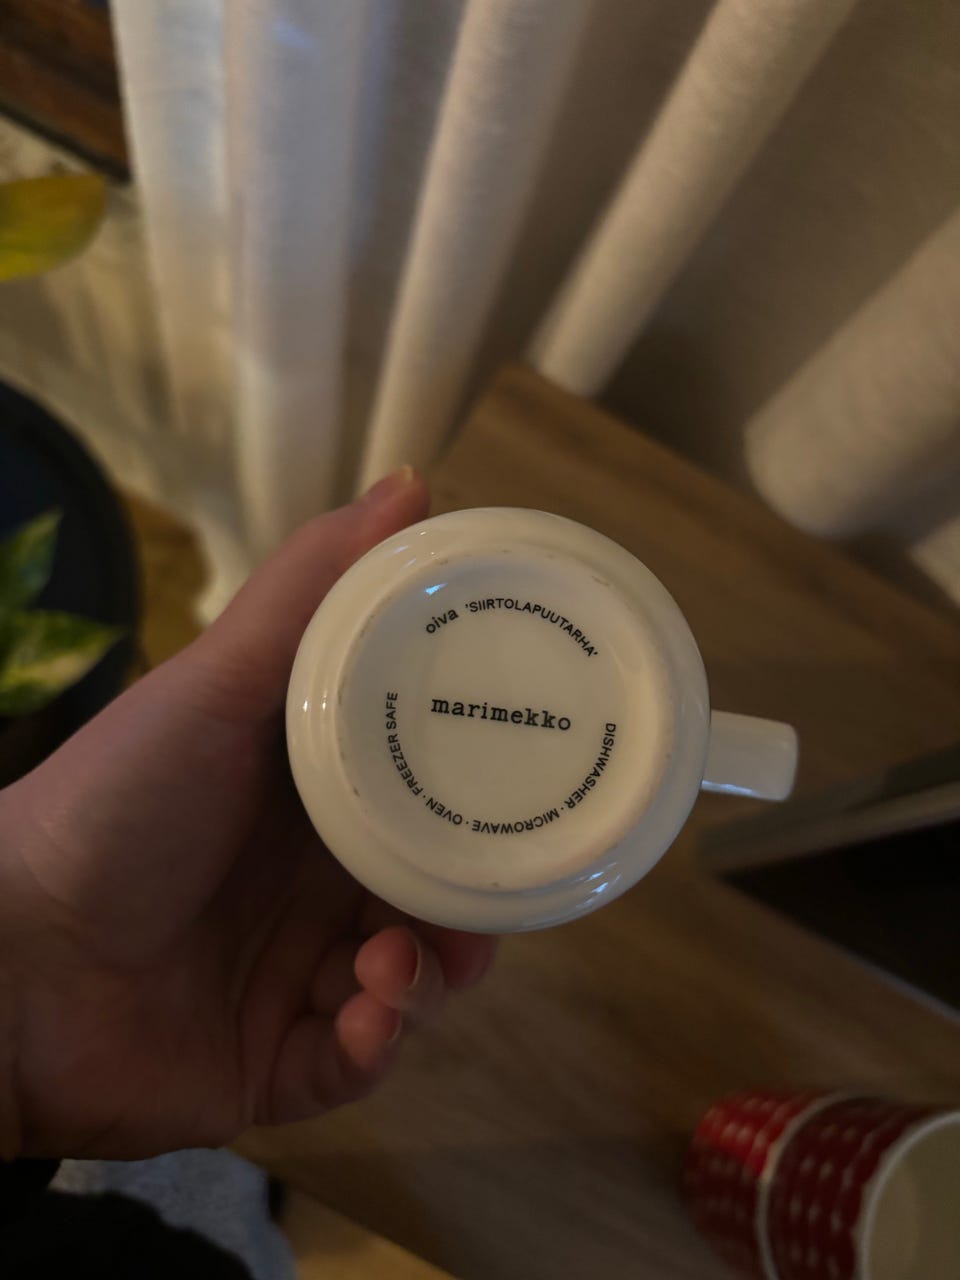 oiva 'SIIRTOLAPUUTARHA'
marimekko
DISHWASHER · MICROWAVE · OVEN · FREEZER SAFE